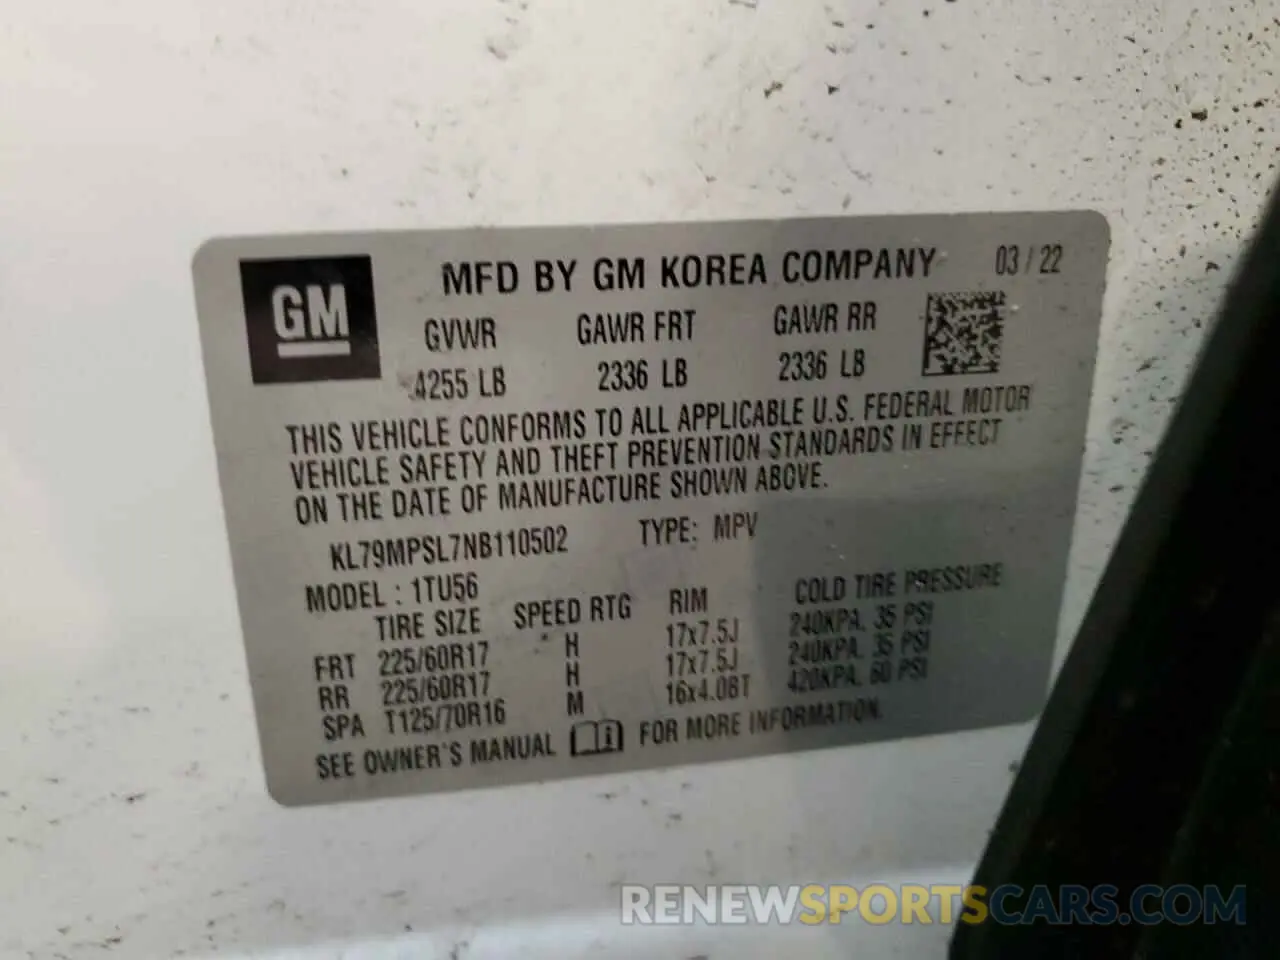 GM
MFD BY GM KOREA COMPANY 03 / 22
GVWR GAWR FRT GAWR RR
4255 LB 2336 LB 2336 LB
THIS VEHICLE CONFORMS TO ALL APPLICABLE U.S. FEDERAL MOTOR
VEHICLE SAFETY AND THEFT PREVENTION STANDARDS IN EFFECT
ON THE DATE OF MANUFACTURE SHOWN ABOVE.
KL79MPSL7NB110502 TYPE: MPV
MODEL : 1TU56
TIRE SIZE SPEED RTG RIM COLD TIRE PRESSURE
FRT 225/60R17 H 17x7.5J 240KPA, 35 PSI
RR 225/60R17 H 17x7.5J 240KPA, 35 PSI
SPA T125/70R16 M 16x4.0BT 420KPA, 60 PSI
SEE OWNER'S MANUAL FOR MORE INFORMATION.
RENEWSPORTSCARS.COM